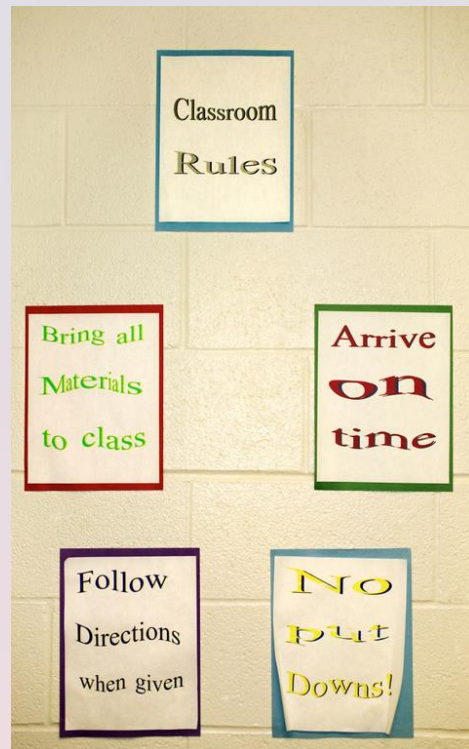 Classroom
Rules
Bring all
Materials
to class
Arrive
on
time
Follow
Directions
when given
No
put
Downs!